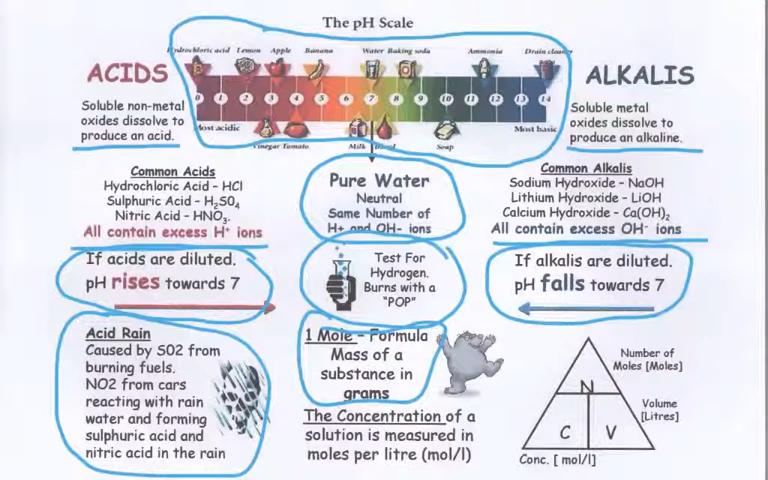 The pH Scale
Hydrochloric acid Lemon Apple Banana Water Baking soda Ammonia Drain cleaner
ACIDS
ALKALIS
0 1 2 3 4 5 6 7 8 9 10 11 12 13 14
Most acidic
Most basic
Vinegar Tomato Milk Blood Soap
Soluble non-metal
oxides dissolve to
produce an acid.
Soluble metal
oxides dissolve to
produce an alkaline.
Common Acids
Hydrochloric Acid - HCl
Sulphuric Acid - H₂SO₄
Nitric Acid - HNO₃.
All contain excess H⁺ ions
Pure Water
Neutral
Same Number of
H+ and OH- ions
Common Alkalis
Sodium Hydroxide - NaOH
Lithium Hydroxide - LiOH
Calcium Hydroxide - Ca(OH)₂
All contain excess OH⁻ ions
If acids are diluted.
pH rises towards 7
Test For
Hydrogen.
Burns with a
"POP"
If alkalis are diluted.
pH falls towards 7
Acid Rain
Caused by SO2 from
burning fuels.
NO2 from cars
reacting with rain
water and forming
sulphuric acid and
nitric acid in the rain
1 Mole - Formula
Mass of a
substance in
grams
The Concentration of a
solution is measured in
moles per litre (mol/l)
Number of
Moles [Moles]
N
Volume
[Litres]
C V
Conc. [ mol/l]